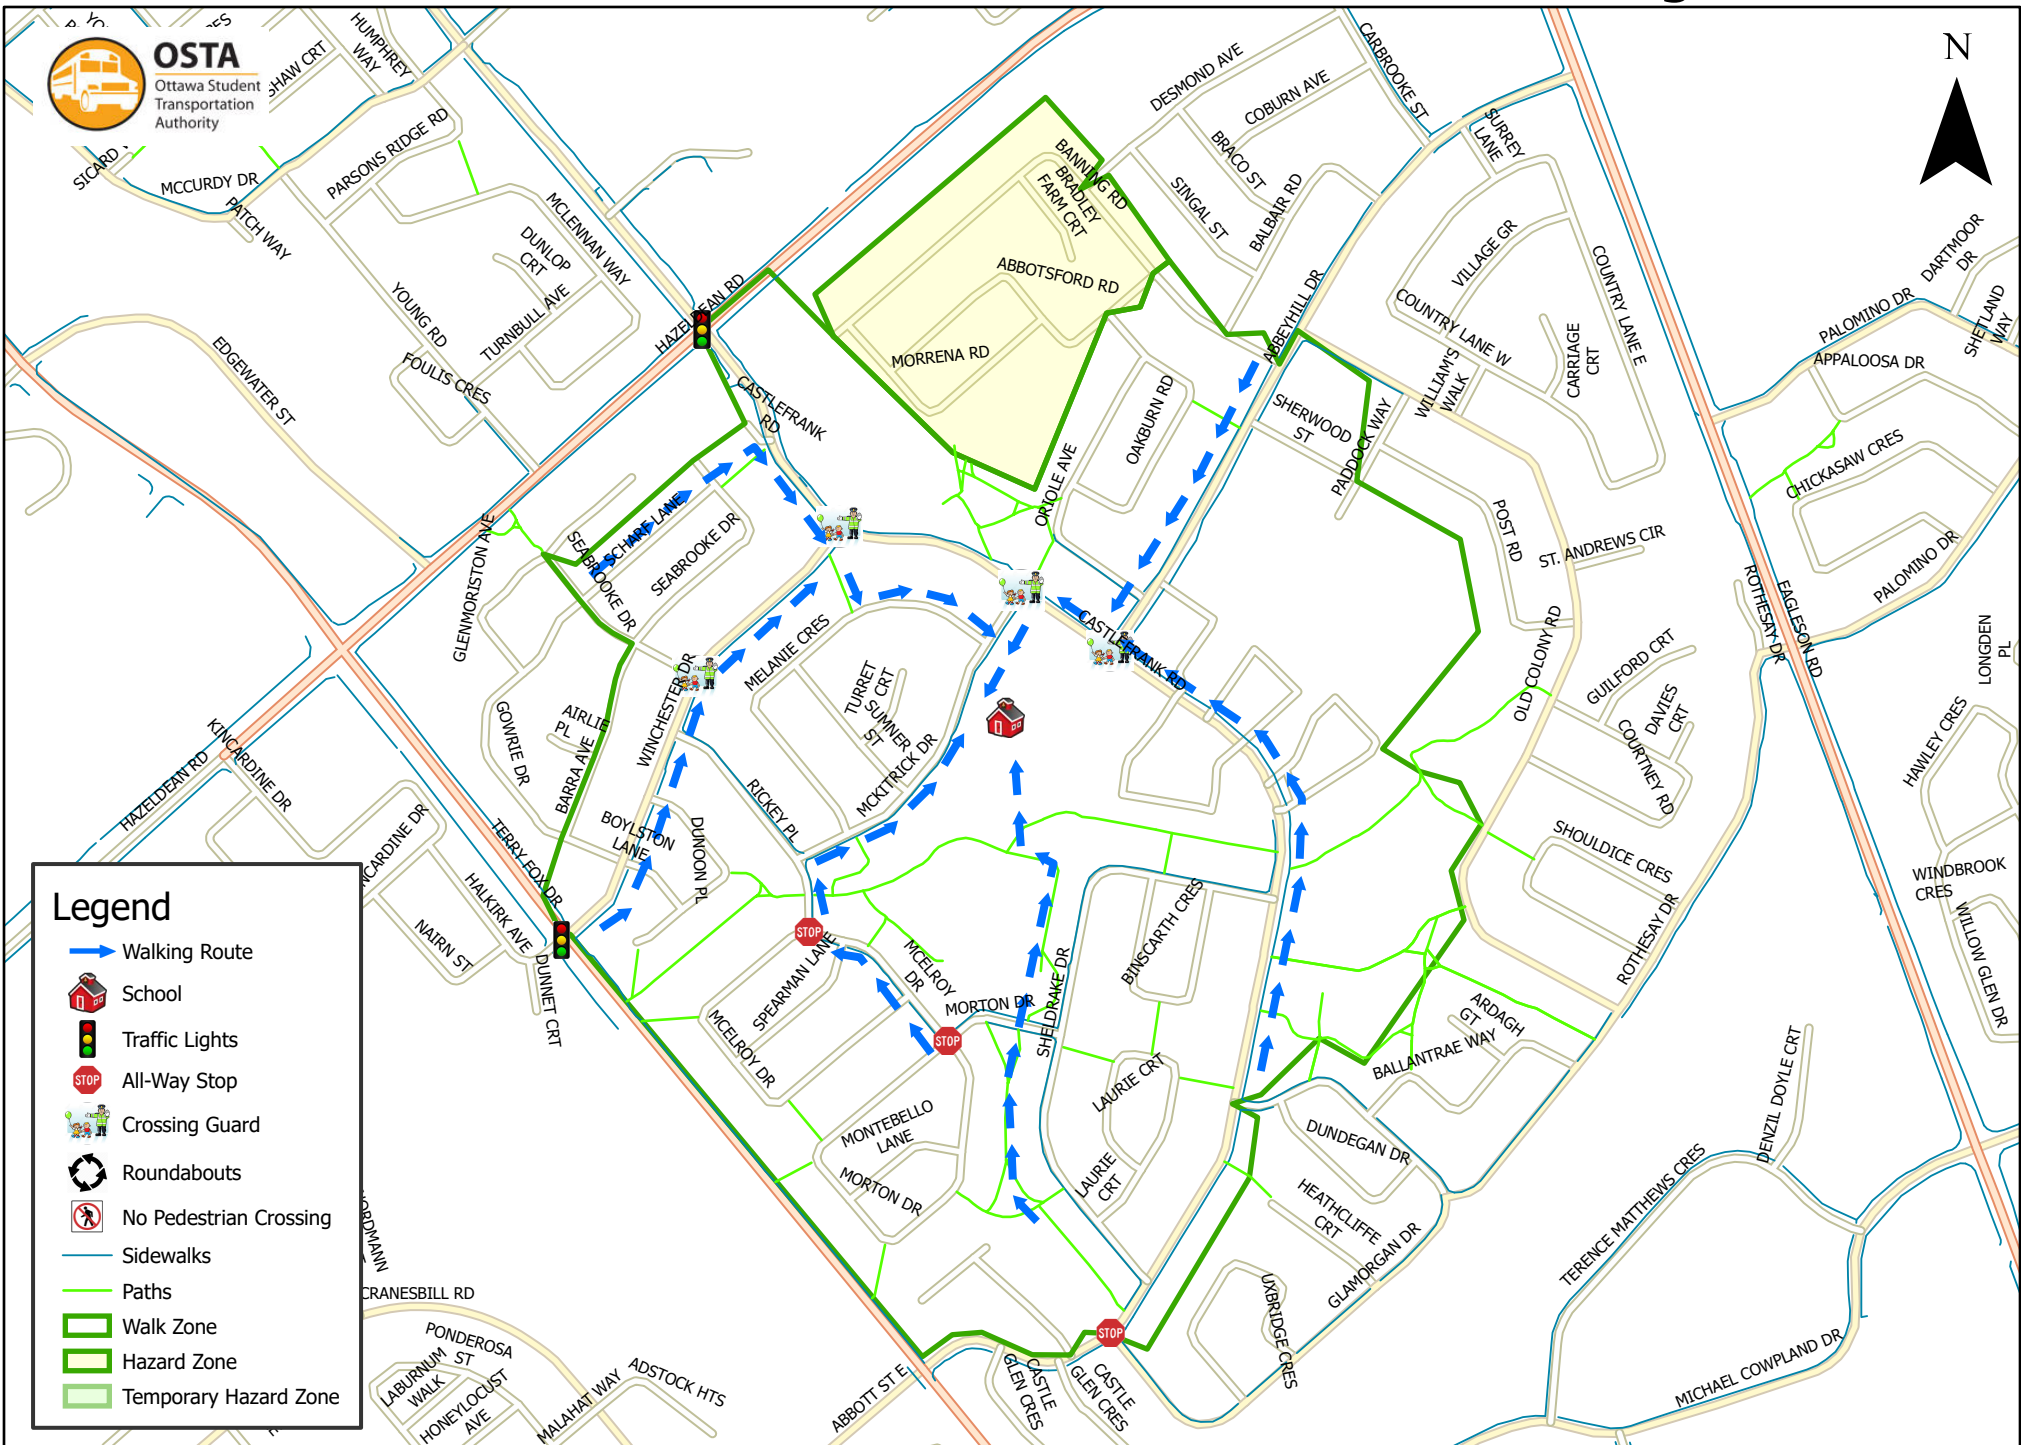 OSTA
Ottawa Student
Transportation
Authority
N
SHAW CRT
HUMPHREY
WAY
MCCURDY DR
PATCH WAY
PARSONS RIDGE RD
MCLENNAN WAY
DUNLOP
CRT
TURNBULL AVE
YOUNG RD
FOULIS CRES
EDGEWATER ST
HAZELDEAN RD
CASTLEFRANK
RD
DESMOND AVE
COBURN AVE
BRACO ST
SINGAL ST
BALBAIR RD
CARBROOKE ST
SURREY
LANE
BANNING RD
BRADLEY
FARM CRT
ABBOTSFORD RD
MORRENA RD
ABBEYHILL DR
OAKBURN RD
ORIOLE AVE
SHERWOOD
ST
PADDOCK WAY
WILLIAM'S
WALK
COUNTRY LANE W
VILLAGE GR
COUNTRY LANE E
CARRIAGE
CRT
DARTMOOR
DR
PALOMINO DR
SHETLAND
WAY
APPALOOSA DR
CHICKASAW CRES
PALOMINO DR
POST RD
ST. ANDREWS CIR
OLD COLONY RD
ROTHESAY DR
EAGLESON RD
LONGDEN
PL
GUILFORD CRT
DAVIES
CRT
COURTNEY RD
HAWLEY CRES
SHOULDICE CRES
WINDBROOK
CRES
WILLOW GLEN DR
ROTHESAY DR
GLENMORISTON AVE
SEABROOKE DR
SCHARF LANE
SEABROOKE DR
MELANIE CRES
WINCHESTER DR
TURRET
CRT
SUMNER
ST
MCKITRICK DR
RICKEY PL
CASTLEFRANK RD
GOWRIE DR
AIRLIE
PL
BARRA AVE
BOYLSTON
LANE
DUNOON PL
KINCARDINE DR
HAZELDEAN RD
TERRY FOX DR
HALKIRK AVE
NAIRN ST
DUNNET CRT
SPEARMAN LANE
MCELROY
DR
MCELROY DR
MORTON DR
SHELDRAKE DR
BINSCARTH CRES
LAURIE CRT
LAURIE
CRT
MONTEBELLO
LANE
MORTON DR
ARDAGH
GT
BALLANTRAE WAY
DUNDEGAN DR
HEATHCLIFFE
CRT
GLAMORGAN DR
UXBRIDGE CRES
TERENCE MATTHEWS CRES
DENZIL DOYLE CRT
MICHAEL COWPLAND DR
CASTLE
GLEN CRES
CASTLE
GLEN CRES
ABBOTT ST E
CRANESBILL RD
PONDEROSA
ST
LABURNUM
WALK
HONEYLOCUST
AVE
MALAHAT WAY
ADSTOCK HTS
STOP
STOP
STOP
Legend
Walking Route
School
Traffic Lights
STOP
All-Way Stop
Crossing Guard
Roundabouts
No Pedestrian Crossing
Sidewalks
Paths
Walk Zone
Hazard Zone
Temporary Hazard Zone